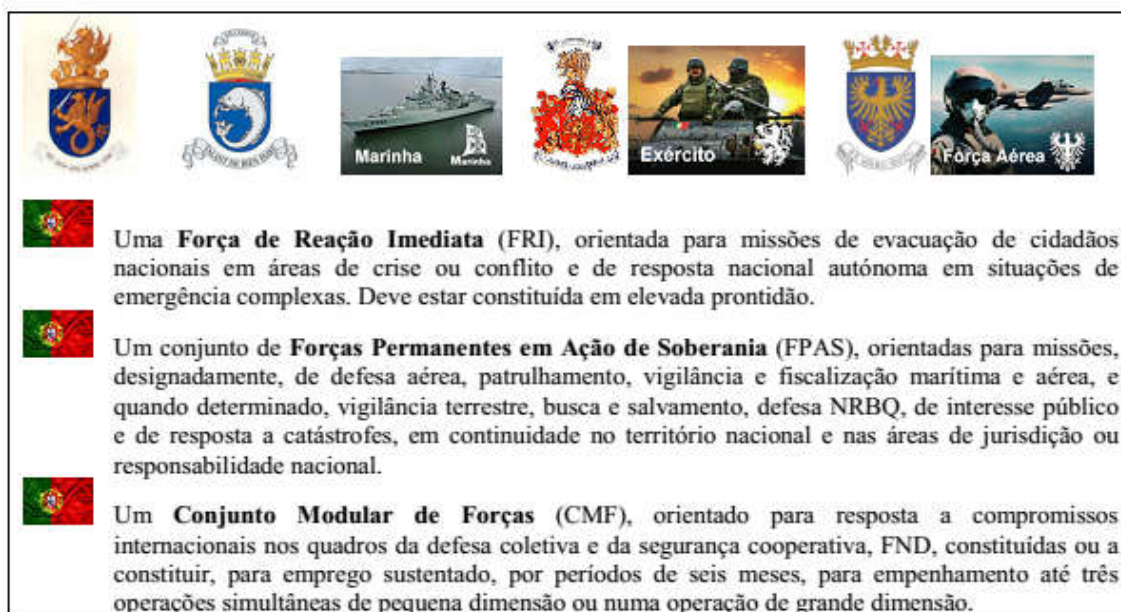 Marinha
Marinha
Exército
Força Aérea
Uma Força de Reação Imediata (FRI), orientada para missões de evacuação de cidadãos
nacionais em áreas de crise ou conflito e de resposta nacional autónoma em situações de
emergência complexas. Deve estar constituída em elevada prontidão.
Um conjunto de Forças Permanentes em Ação de Soberania (FPAS), orientadas para missões,
designadamente, de defesa aérea, patrulhamento, vigilância e fiscalização marítima e aérea, e
quando determinado, vigilância terrestre, busca e salvamento, defesa NRBQ, de interesse público
e de resposta a catástrofes, em continuidade no território nacional e nas áreas de jurisdição ou
responsabilidade nacional.
Um Conjunto Modular de Forças (CMF), orientado para resposta a compromissos
internacionais nos quadros da defesa coletiva e da segurança cooperativa, FND, constituídas ou a
constituir, para emprego sustentado, por períodos de seis meses, para empenhamento até três
operações simultâneas de pequena dimensão ou numa operação de grande dimensão.